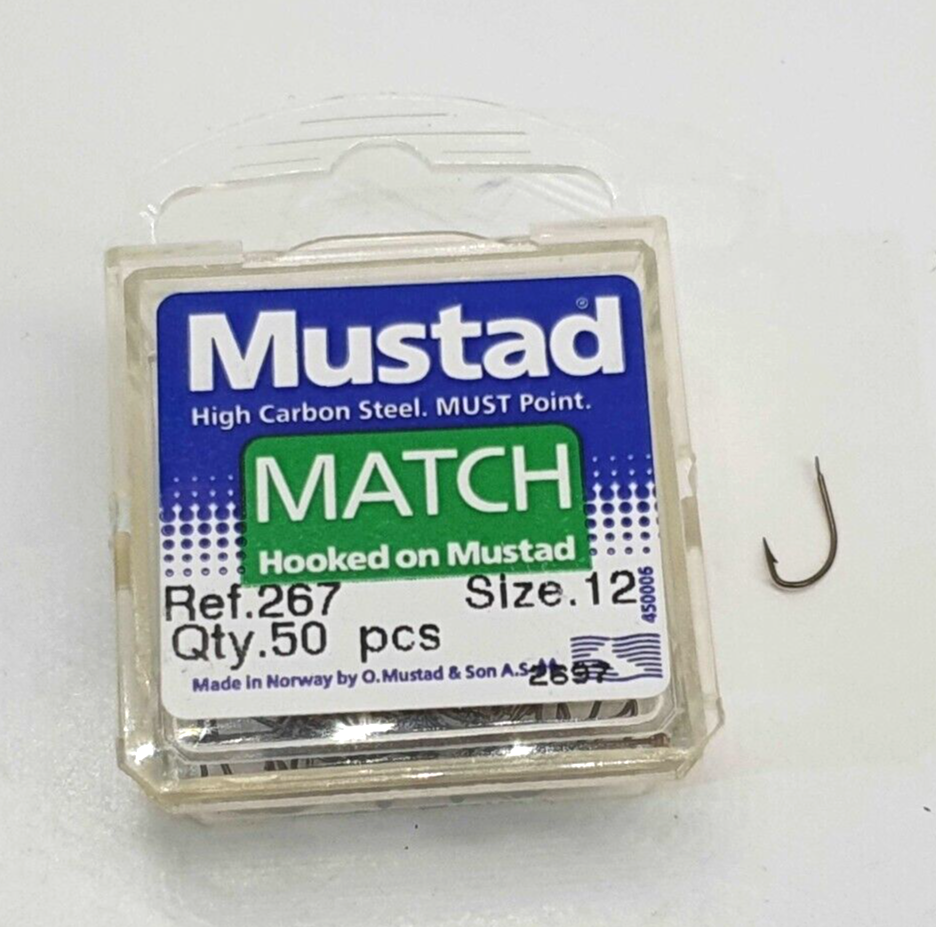 Mustad®
High Carbon Steel. MUST Point.
MATCH
Hooked on Mustad
Ref.267 Size.12
450006
Qty.50 pcs
Made in Norway by O.Mustad & Son A.S.
2697